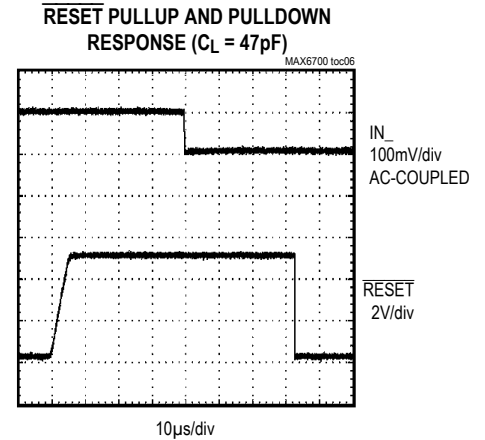 RESET PULLUP AND PULLDOWN
RESPONSE (CL = 47pF)
MAX6700 toc06
IN_
100mV/div
AC-COUPLED
RESET
2V/div
10µs/div